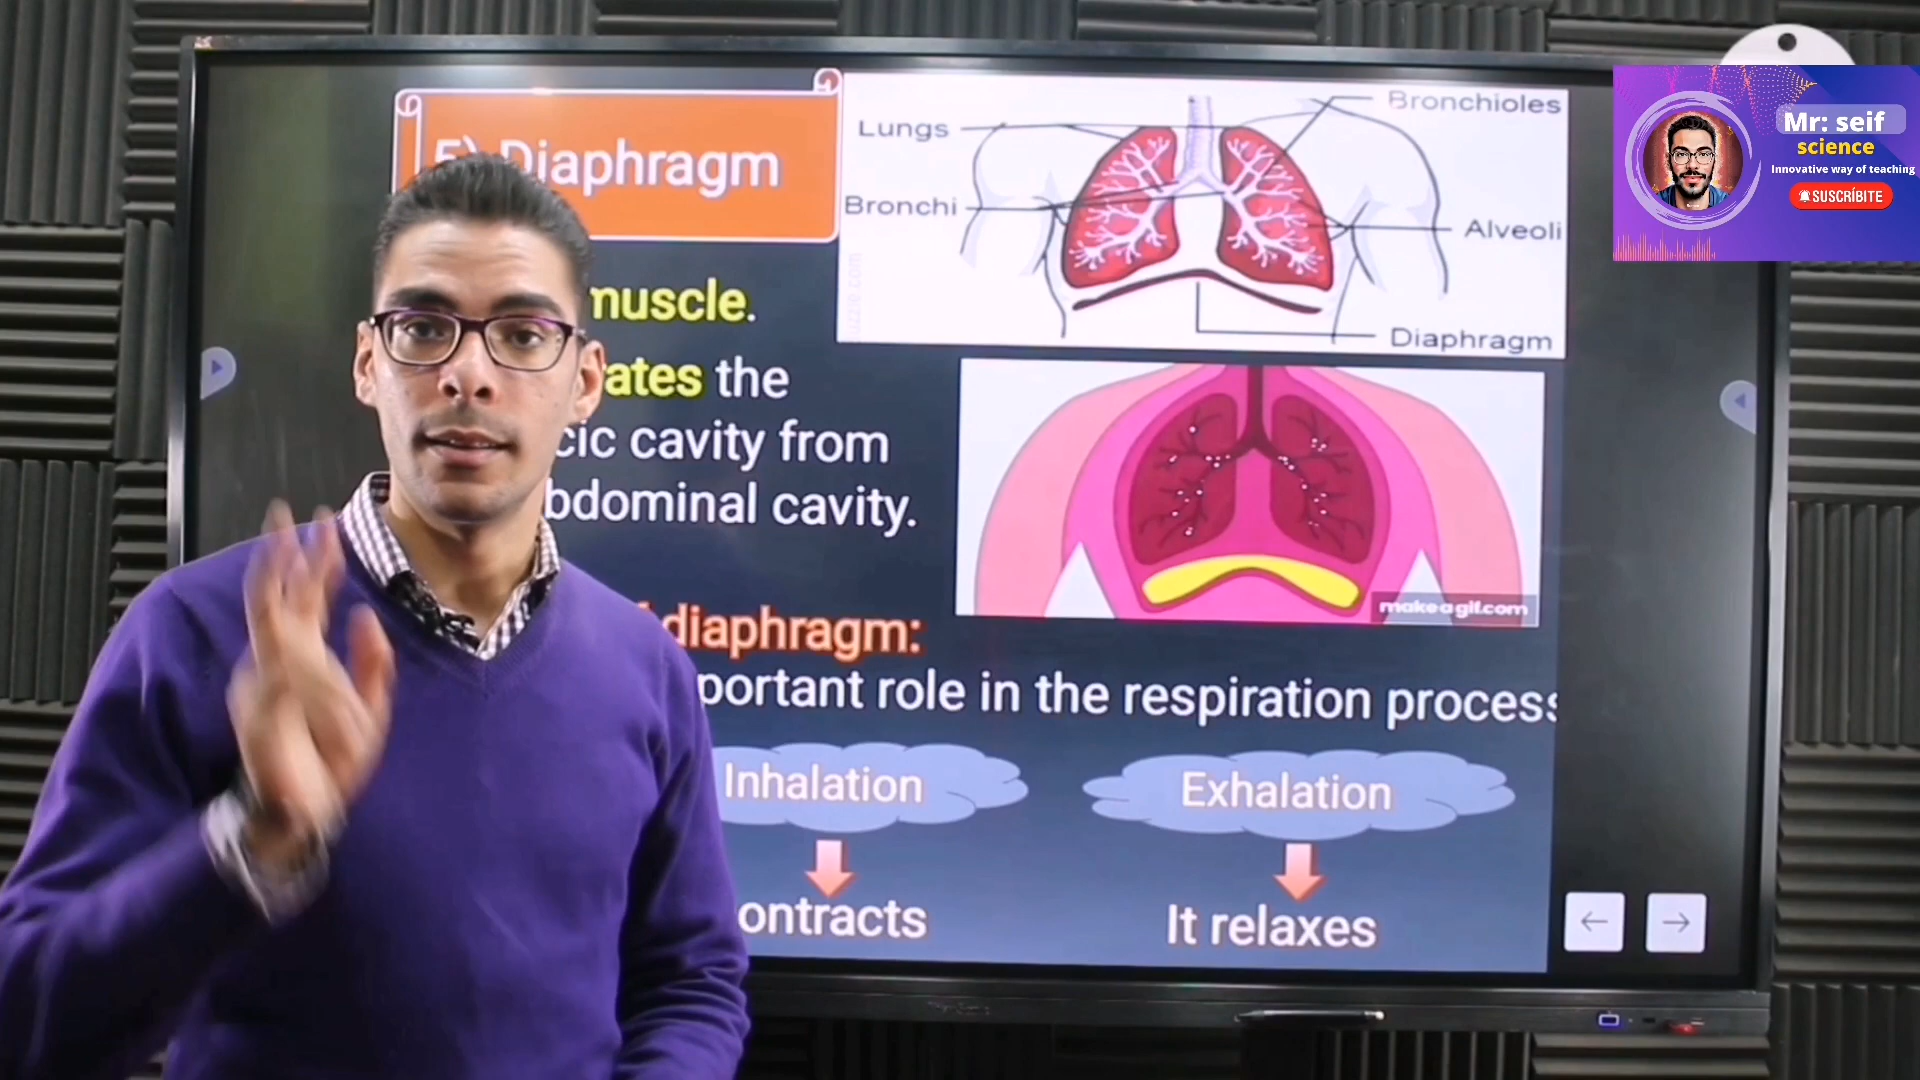 5) Diaphragm
muscle.
rates the
cic cavity from
bdominal cavity.
diaphragm:
portant role in the respiration process
Inhalation
Exhalation
ontracts
It relaxes
Lungs
Bronchi
Bronchioles
Alveoli
Diaphragm
makeagif.com
Mr: seif
science
Innovative way of teaching
SUSCRÍBITE